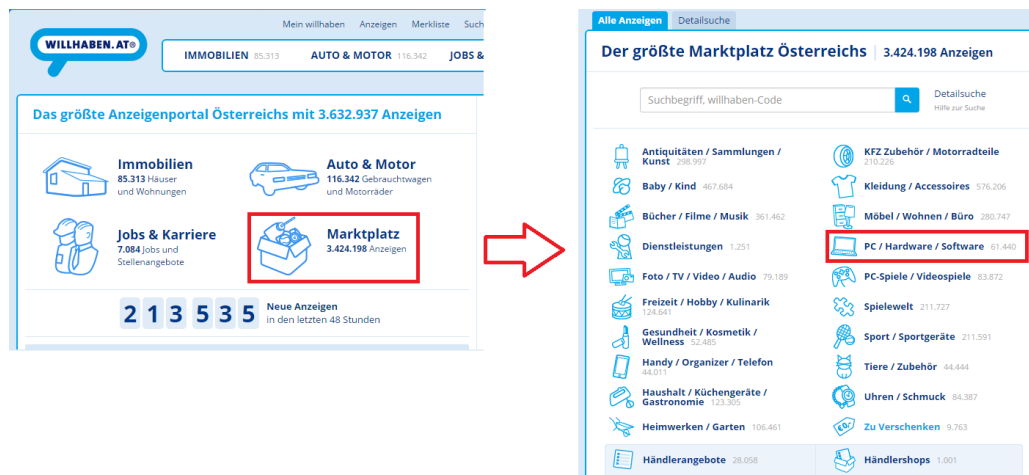 Mein willhaben Anzeigen Merkliste Such
WILLHABEN.AT®
IMMOBILIEN 85.313 AUTO & MOTOR 116.342 JOBS &
Das größte Anzeigenportal Österreichs mit 3.632.937 Anzeigen
Immobilien
85.313 Häuser
und Wohnungen
Auto & Motor
116.342 Gebrauchtwagen
und Motorräder
Jobs & Karriere
7.084 Jobs und
Stellenangebote
Marktplatz
3.424.198 Anzeigen
213535
Neue Anzeigen
in den letzten 48 Stunden
Alle Anzeigen Detailsuche
Der größte Marktplatz Österreichs | 3.424.198 Anzeigen
Suchbegriff, willhaben-Code
Detailsuche
Hilfe zur Suche
Antiquitäten / Sammlungen /
Kunst 298.997
Baby / Kind 467.684
Bücher / Filme / Musik 361.462
Dienstleistungen 1.251
Foto / TV / Video / Audio 79.189
Freizeit / Hobby / Kulinarik
124.641
Gesundheit / Kosmetik /
Wellness 52.485
Handy / Organizer / Telefon
44.011
Haushalt / Küchengeräte /
Gastronomie 123.305
Heimwerken / Garten 106.461
KFZ Zubehör / Motorradteile
210.226
Kleidung / Accessoires 576.206
Möbel / Wohnen / Büro 280.747
PC / Hardware / Software 61.440
PC-Spiele / Videospiele 83.872
Spielewelt 211.727
Sport / Sportgeräte 211.591
Tiere / Zubehör 44.444
Uhren / Schmuck 84.387
€0,-
Zu Verschenken 9.763
Händlerangebote 28.058
Händlershops 1.001